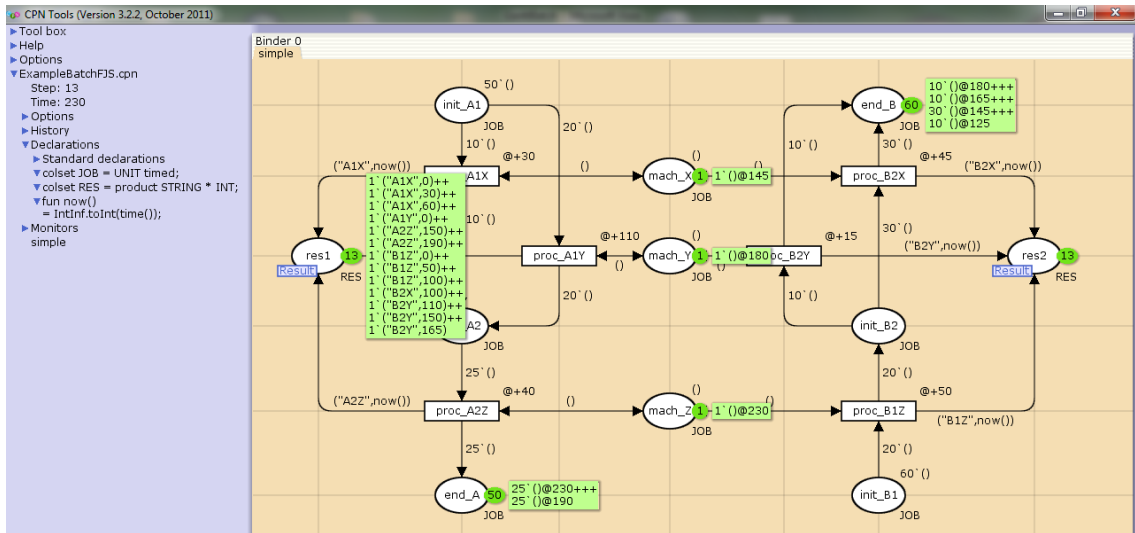 CPN Tools (Version 3.2.2, October 2011)
Tool box
Help
Options
ExampleBatchFJS.cpn
Step: 13
Time: 230
Options
History
Declarations
Standard declarations
colset JOB = UNIT timed;
colset RES = product STRING * INT;
fun now()
= IntInf.toInt(time());
Monitors
simple
Binder 0
simple
50`()
init_A1
JOB
10`()
20`()
@+30
("A1X",now())
A1X
()
()
mach_X
1
1`()@145
JOB
10`()
end_B
60
JOB
10`()@180+++
10`()@165+++
30`()@145+++
10`()@125
30`()
@+45
proc_B2X
("B2X",now())
1`("A1X",0)++
1`("A1X",30)++
1`("A1X",60)++
1`("A1Y",0)++
1`("A2Z",150)++
1`("A2Z",190)++
1`("B1Z",0)++
1`("B1Z",50)++
1`("B1Z",100)++
1`("B2X",100)++
1`("B2Y",110)++
1`("B2Y",150)++
1`("B2Y",165)
10`()
res1
13
Result
RES
proc_A1Y
@+110
()
()
mach_Y
1
1`()@180
JOB
@+15
oc_B2Y
30`()
("B2Y",now())
res2
13
Result
RES
20`()
A2
JOB
10`()
init_B2
JOB
25`()
20`()
("A2Z",now())
@+40
proc_A2Z
()
()
mach_Z
1
1`()@230
()
JOB
@+50
proc_B1Z
("B1Z",now())
25`()
20`()
end_A
50
25`()@230+++
25`()@190
JOB
60`()
init_B1
JOB